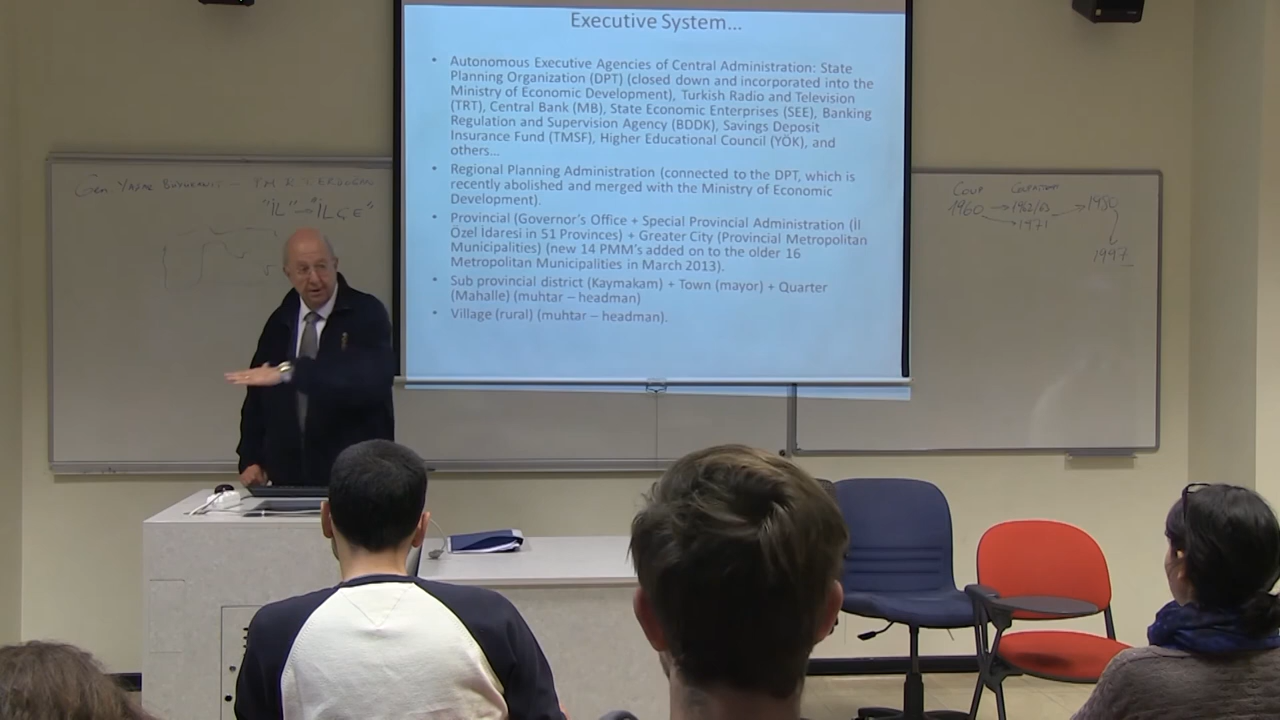 Executive System...
• Autonomous Executive Agencies of Central Administration: State
Planning Organization (DPT) (closed down and incorporated into the
Ministry of Economic Development), Turkish Radio and Television
(TRT), Central Bank (MB), State Economic Enterprises (SEE), Banking
Regulation and Supervision Agency (BDDK), Savings Deposit
Insurance Fund (TMSF), Higher Educational Council (YÖK), and
others...
• Regional Planning Administration (connected to the DPT, which is
recently abolished and merged with the Ministry of Economic
Development).
• Provincial (Governor's Office + Special Provincial Administration (İl
Özel İdaresi in 51 Provinces) + Greater City (Provincial Metropolitan
Municipalities) (new 14 PMM's added on to the older 16
Metropolitan Municipalities in March 2013).
• Sub provincial district (Kaymakam) + Town (mayor) + Quarter
(Mahalle) (muhtar – headman)
• Village (rural) (muhtar – headman).
Gen. YAŞAR BÜYÜKANIT –
"İL" – "İLÇE"
Coup
1960 → 1962/63 → 1980
→ 1971
1997